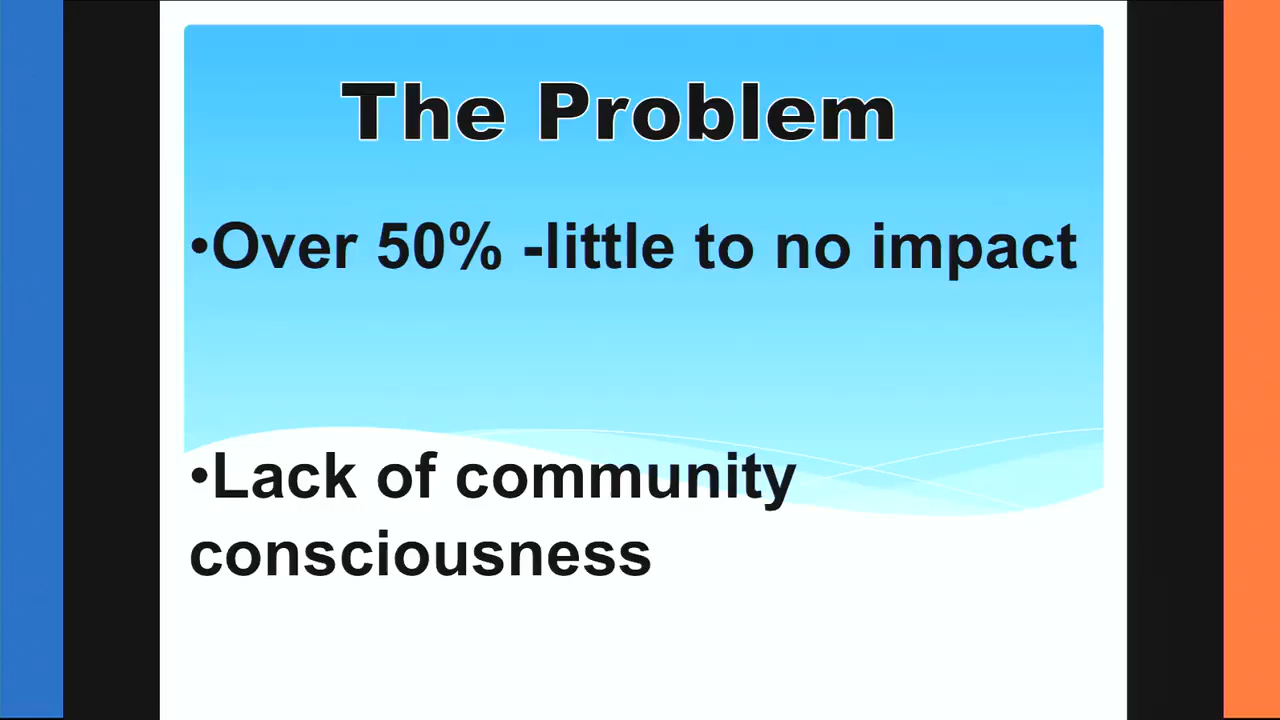 The Problem
•Over 50% -little to no impact
•Lack of community
consciousness